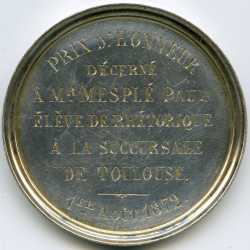 PRIX D'HONNEUR
DÉCERNÉ
À MR MESPLÉ PAUL
ÉLÈVE DE RHÉTORIQUE
À LA SUCCURSALE
DE TOULOUSE.
1ER AOÛT 1872.